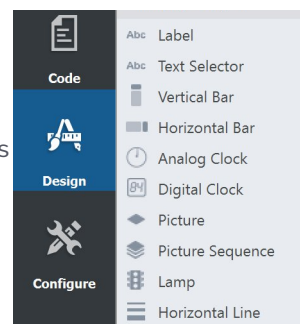 Code
Design
Configure
Abc Label
Abc Text Selector
Vertical Bar
Horizontal Bar
Analog Clock
84 Digital Clock
Picture
Picture Sequence
Lamp
Horizontal Line
s